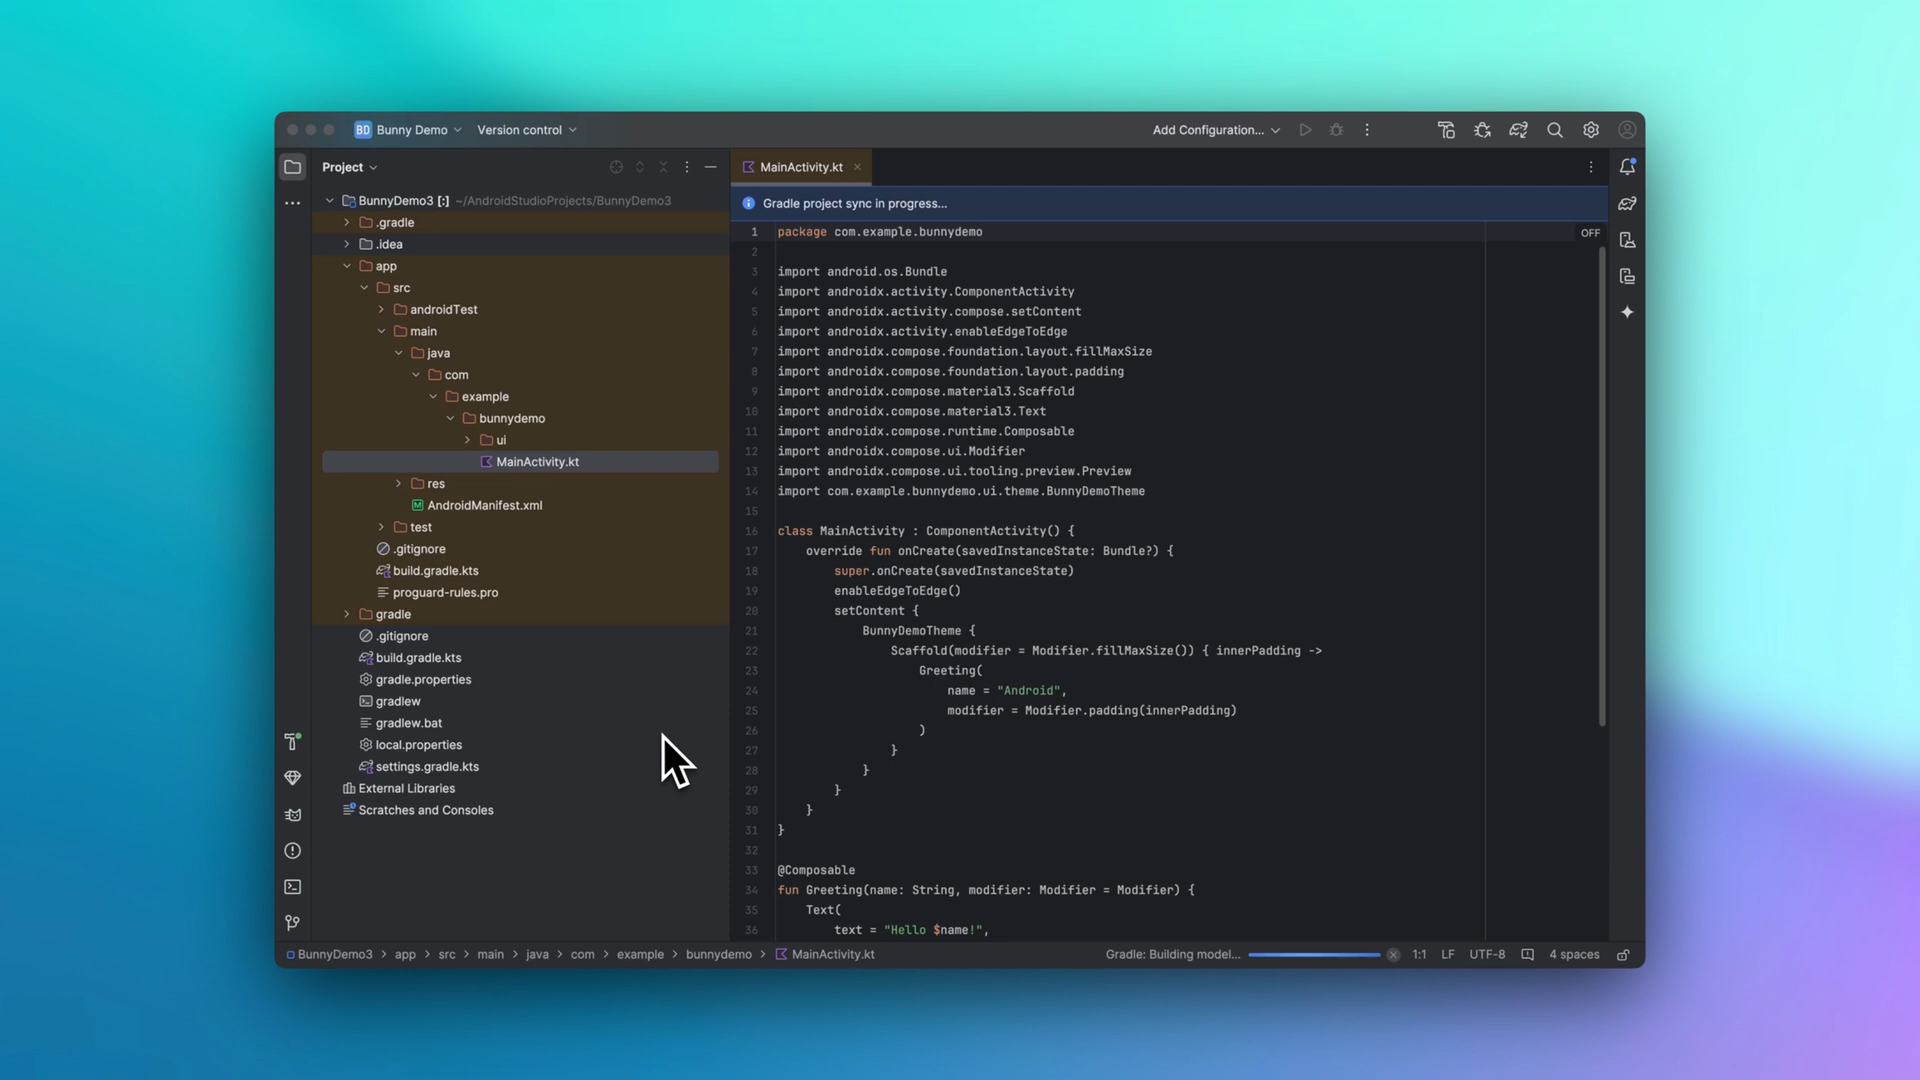 BD Bunny Demo Version control Add Configuration...
Project
MainActivity.kt
BunnyDemo3 [:] ~/AndroidStudioProjects/BunnyDemo3
.gradle
.idea
app
src
androidTest
main
java
com
example
bunnydemo
ui
MainActivity.kt
res
AndroidManifest.xml
test
.gitignore
build.gradle.kts
proguard-rules.pro
gradle
.gitignore
build.gradle.kts
gradle.properties
gradlew
gradlew.bat
local.properties
settings.gradle.kts
External Libraries
Scratches and Consoles
Gradle project sync in progress...
OFF
1 package com.example.bunnydemo
2
3 import android.os.Bundle
4 import androidx.activity.ComponentActivity
5 import androidx.activity.compose.setContent
6 import androidx.activity.enableEdgeToEdge
7 import androidx.compose.foundation.layout.fillMaxSize
8 import androidx.compose.foundation.layout.padding
9 import androidx.compose.material3.Scaffold
10 import androidx.compose.material3.Text
11 import androidx.compose.runtime.Composable
12 import androidx.compose.ui.Modifier
13 import androidx.compose.ui.tooling.preview.Preview
14 import com.example.bunnydemo.ui.theme.BunnyDemoTheme
15
16 class MainActivity : ComponentActivity() {
17 override fun onCreate(savedInstanceState: Bundle?) {
18 super.onCreate(savedInstanceState)
19 enableEdgeToEdge()
20 setContent {
21 BunnyDemoTheme {
22 Scaffold(modifier = Modifier.fillMaxSize()) { innerPadding ->
23 Greeting(
24 name = "Android",
25 modifier = Modifier.padding(innerPadding)
26 )
27 }
28 }
29 }
30 }
31 }
32
33 @Composable
34 fun Greeting(name: String, modifier: Modifier = Modifier) {
35 Text(
36 text = "Hello $name!",
BunnyDemo3 > app > src > main > java > com > example > bunnydemo > MainActivity.kt Gradle: Building model... 1:1 LF UTF-8 4 spaces